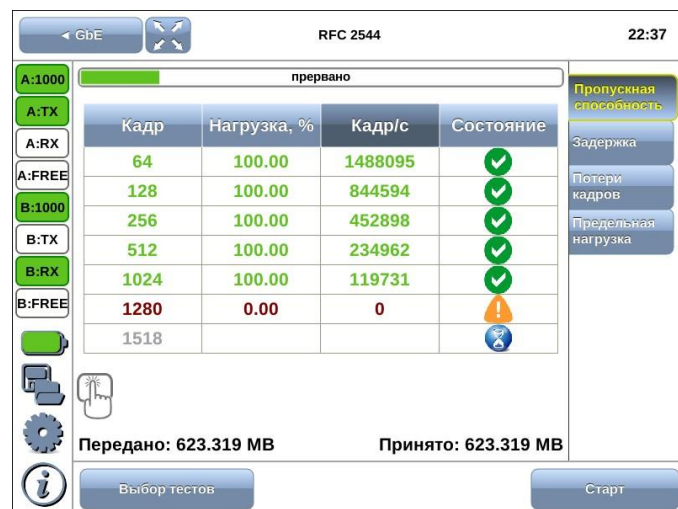 ◄ GbE
RFC 2544
22:37
A:1000
A:TX
A:RX
A:FREE
B:1000
B:TX
B:RX
B:FREE
прервано
Кадр Нагрузка, % Кадр/с Состояние
64 100.00 1488095
128 100.00 844594
256 100.00 452898
512 100.00 234962
1024 100.00 119731
1280 0.00 0
1518
Пропускная
способность
Задержка
Потери
кадров
Предельная
нагрузка
Передано: 623.319 MB
Принято: 623.319 MB
Выбор тестов
Старт